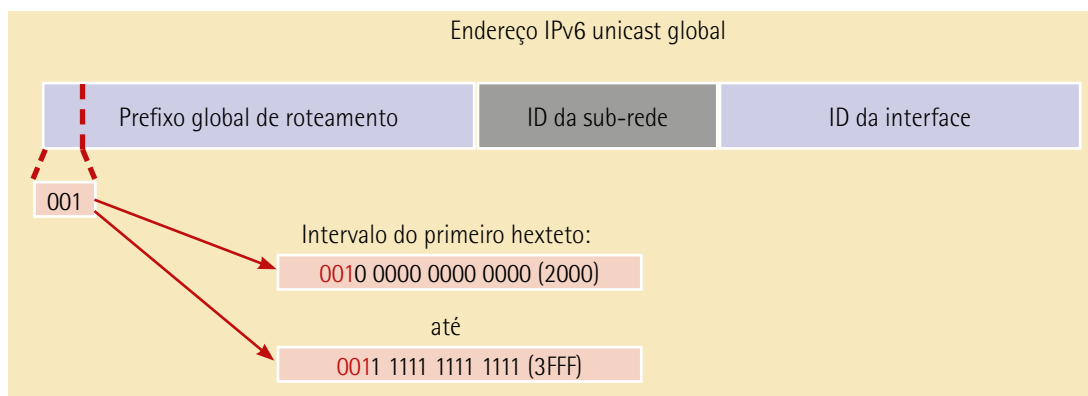 Endereço IPv6 unicast global
Prefixo global de roteamento
ID da sub-rede
ID da interface
001
Intervalo do primeiro hexteto:
0010 0000 0000 0000 (2000)
até
0011 1111 1111 1111 (3FFF)